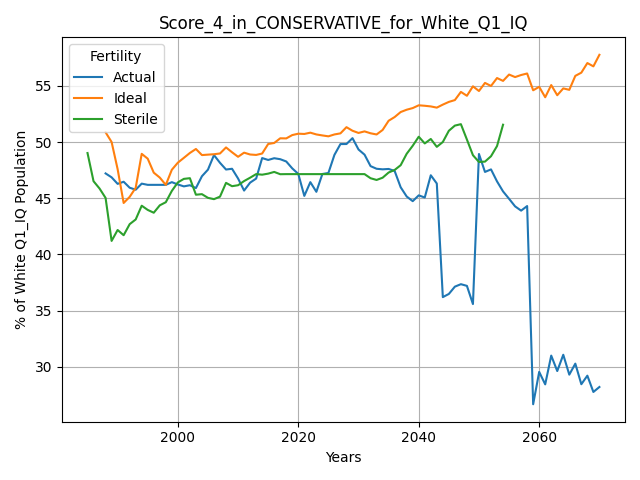 Score_4_in_CONSERVATIVE_for_White_Q1_IQ
Fertility
Actual
Ideal
Sterile
% of White Q1_IQ Population
55
50
45
40
35
30
2000 2020 2040 2060
Years